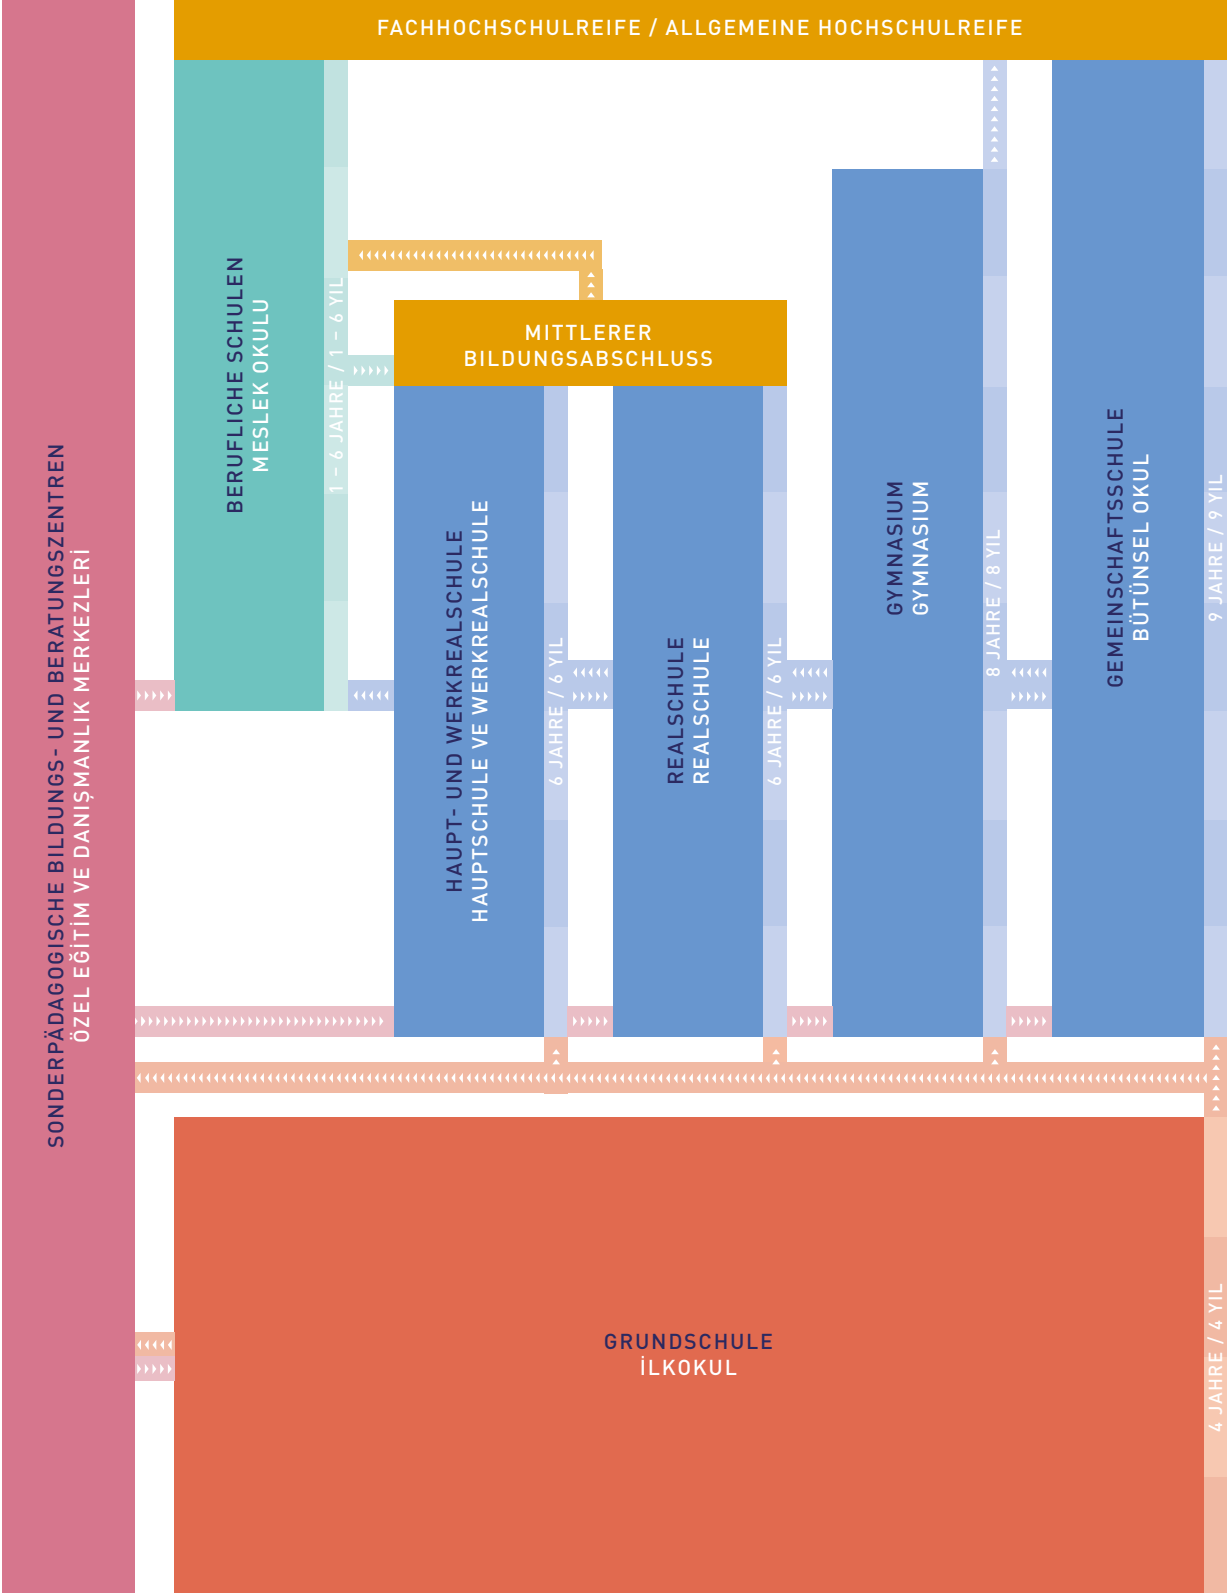 FACHHOCHSCHULREIFE / ALLGEMEINE HOCHSCHULREIFE
SONDERPÄDAGOGISCHE BILDUNGS- UND BERATUNGSZENTREN
ÖZEL EĞİTİM VE DANIŞMANLIK MERKEZLERİ
BERUFLICHE SCHULEN
MESLEK OKULU
1 – 6 JAHRE / 1 – 6 YIL
MITTLERER
BILDUNGSABSCHLUSS
HAUPT- UND WERKREALSCHULE
HAUPTSCHULE VE WERKREALSCHULE
6 JAHRE / 6 YIL
REALSCHULE
REALSCHULE
6 JAHRE / 6 YIL
GYMNASIUM
GYMNASIUM
8 JAHRE / 8 YIL
GEMEINSCHAFTSSCHULE
BÜTÜNSEL OKUL
9 JAHRE / 9 YIL
GRUNDSCHULE
İLKOKUL
4 JAHRE / 4 YIL